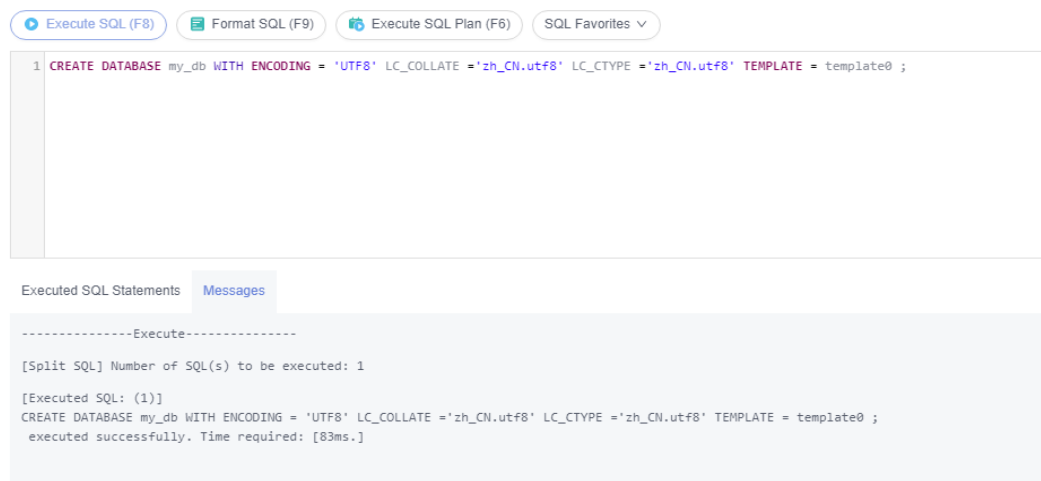 Execute SQL (F8) Format SQL (F9) Execute SQL Plan (F6) SQL Favorites
1 CREATE DATABASE my_db WITH ENCODING = 'UTF8' LC_COLLATE ='zh_CN.utf8' LC_CTYPE ='zh_CN.utf8' TEMPLATE = template0 ;
Executed SQL Statements Messages
---------------Execute---------------
[Split SQL] Number of SQL(s) to be executed: 1
[Executed SQL: (1)]
CREATE DATABASE my_db WITH ENCODING = 'UTF8' LC_COLLATE ='zh_CN.utf8' LC_CTYPE ='zh_CN.utf8' TEMPLATE = template0 ;
executed successfully. Time required: [83ms.]